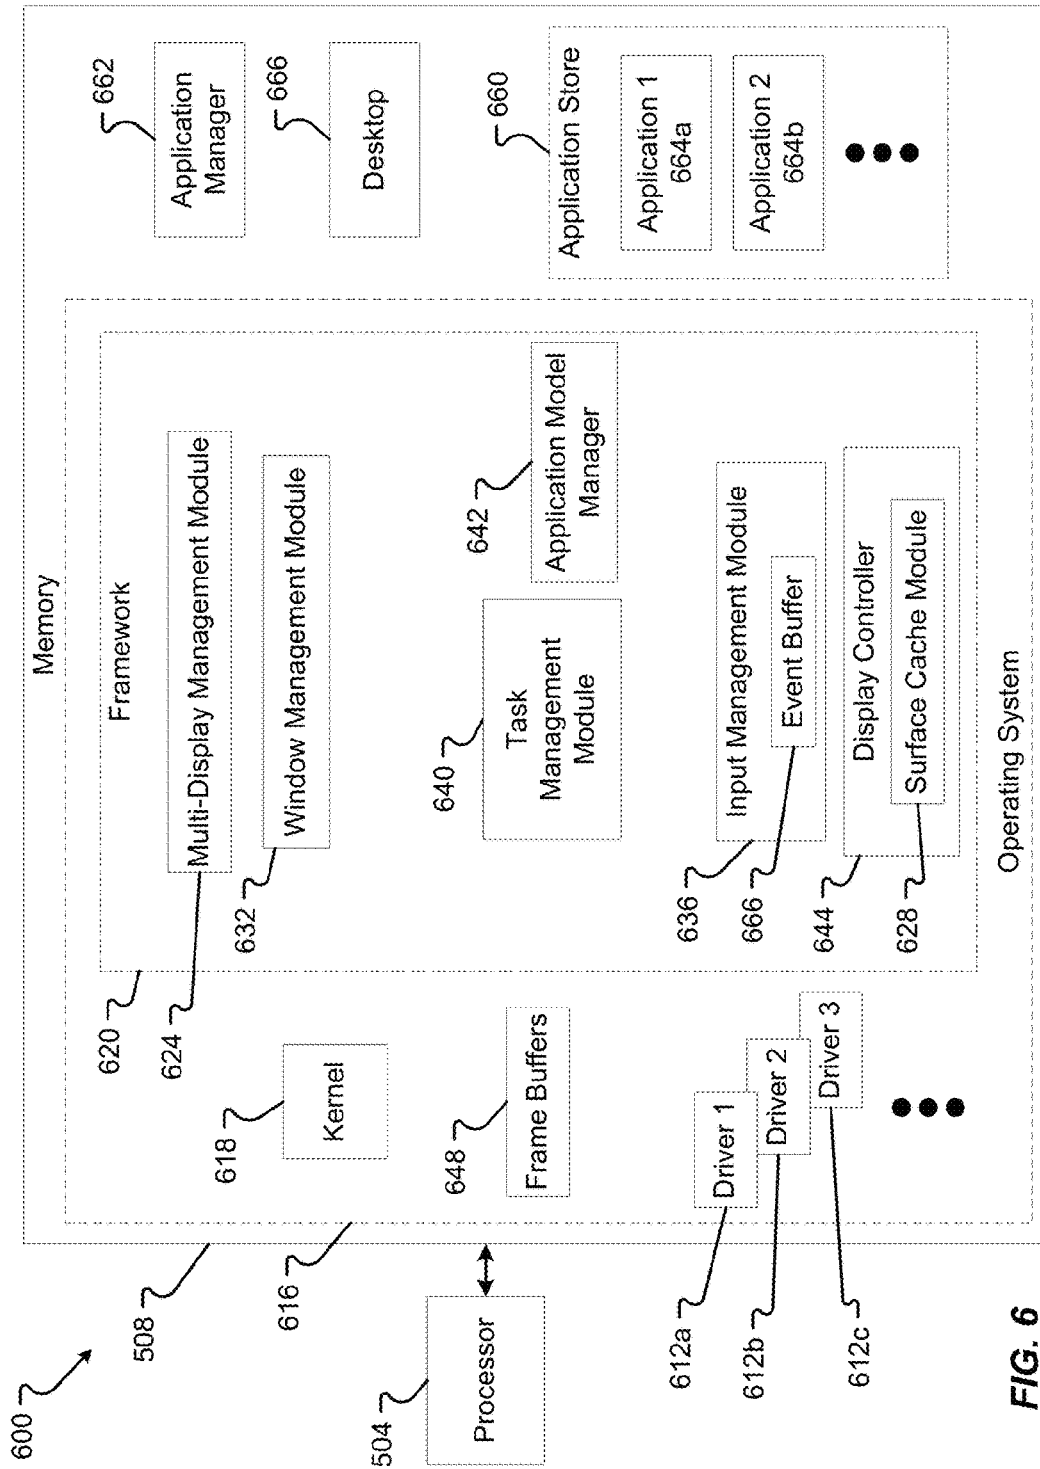 600
508
Memory
504
Processor
616
Operating System
620
Framework
624
Multi-Display Management Module
632
Window Management Module
618
Kernel
648
Frame Buffers
640
Task
Management
Module
642
Application Model
Manager
636
Input Management Module
666
Event Buffer
644
Display Controller
628
Surface Cache Module
612a
Driver 1
612b
Driver 2
612c
Driver 3
662
Application
Manager
666
Desktop
660
Application Store
Application 1
664a
Application 2
664b
FIG. 6